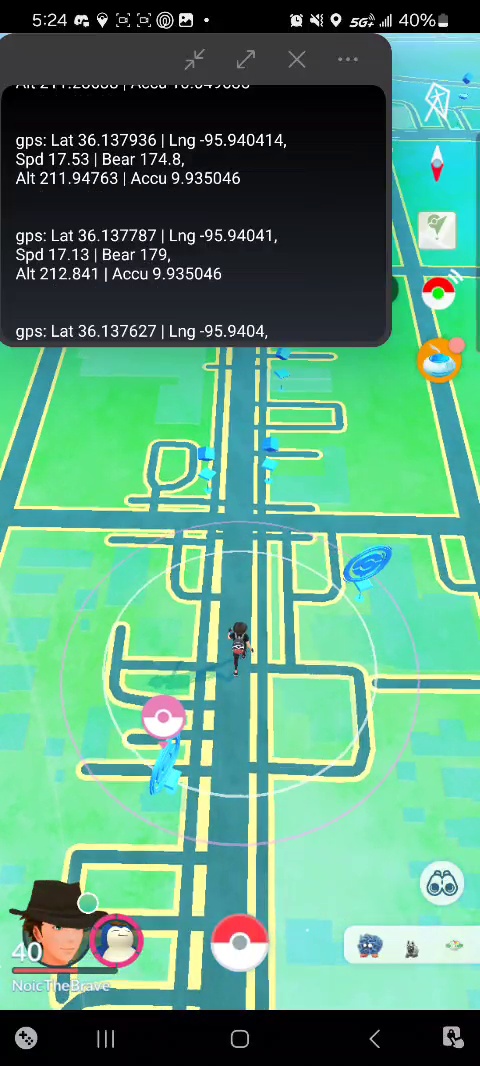 5:24
5G+
40%
Alt 211.28688 | Accu 10.049686
gps: Lat 36.137936 | Lng -95.940414,
Spd 17.53 | Bear 174.8,
Alt 211.94763 | Accu 9.935046
gps: Lat 36.137787 | Lng -95.94041,
Spd 17.13 | Bear 179,
Alt 212.841 | Accu 9.935046
gps: Lat 36.137627 | Lng -95.9404,
40
NoicTheBrave